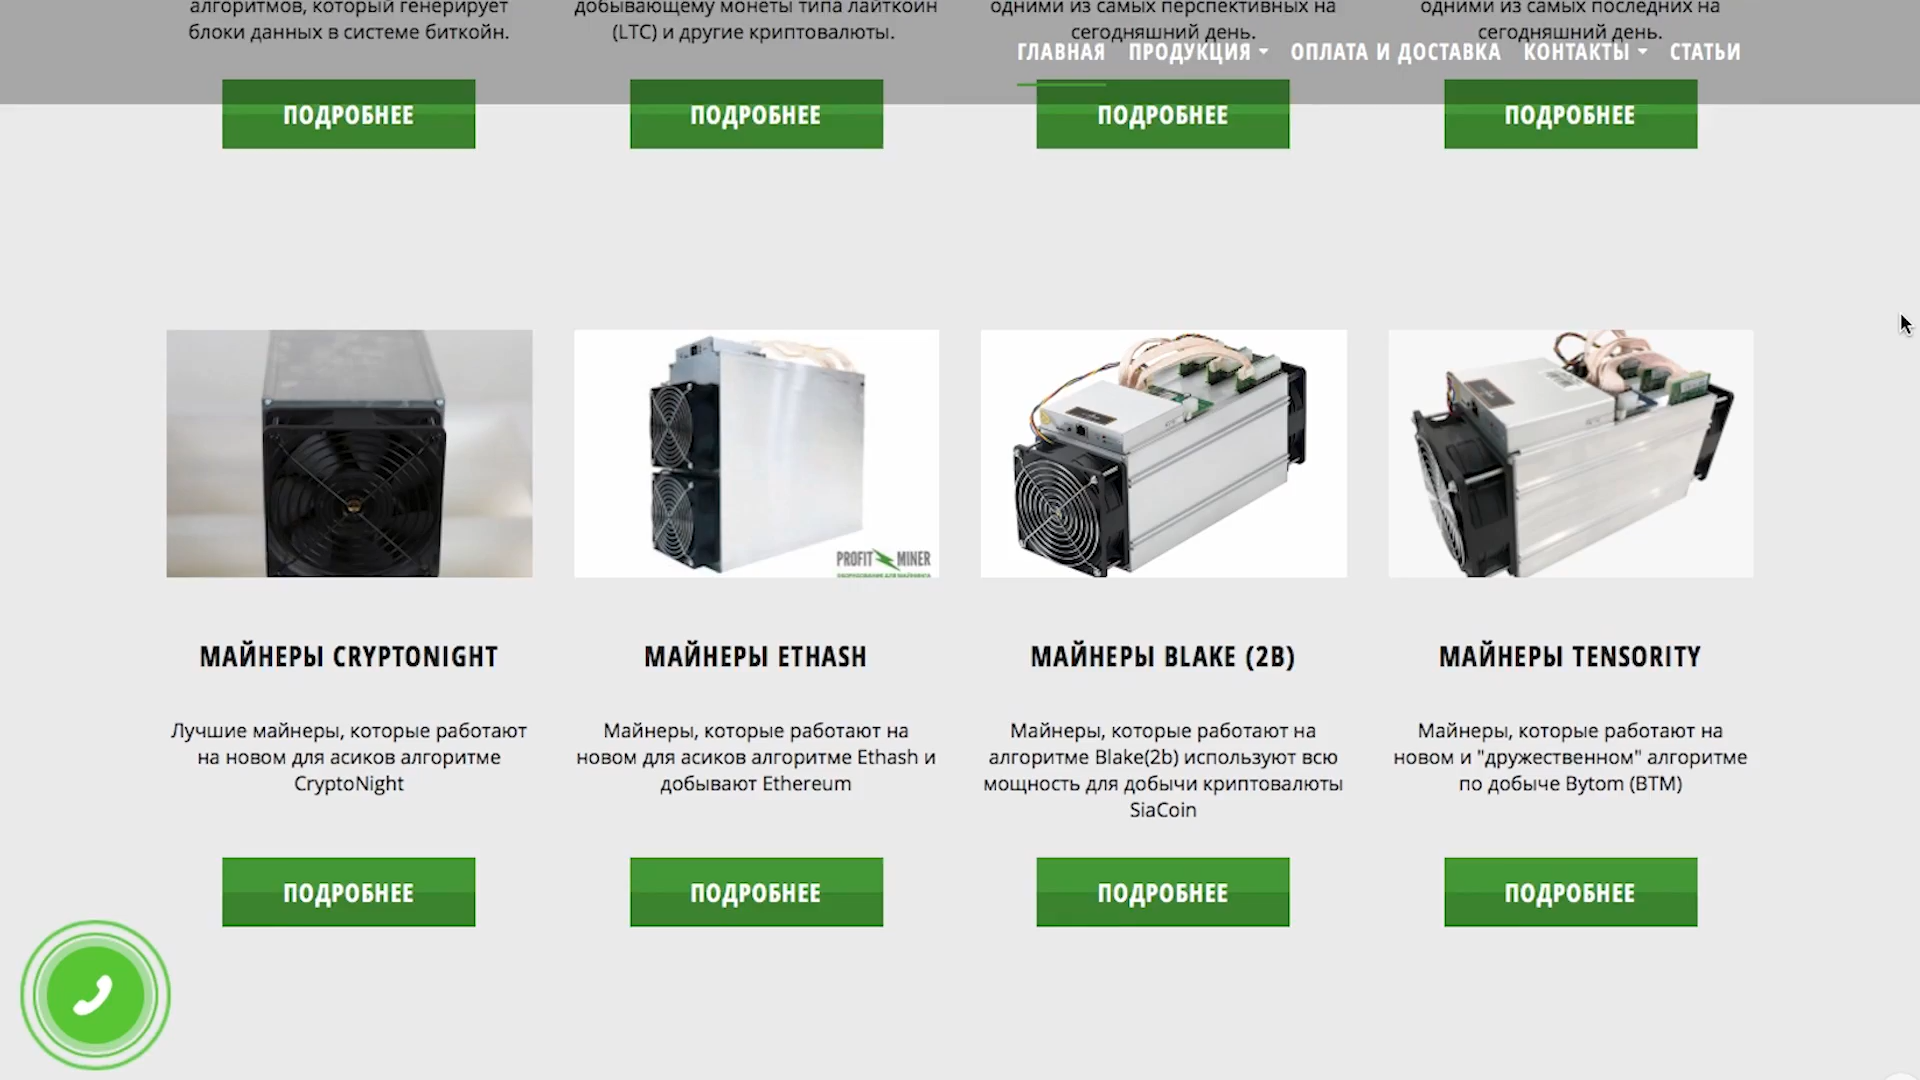 алгоритмов, который генерирует
блоки данных в системе биткойн.
добывающему монеты типа лайткоин
(LTC) и другие криптовалюты.
одними из самых перспективных на
сегодняшний день.
одними из самых последних на
сегодняшний день.
ГЛАВНАЯ ПРОДУКЦИЯ ОПЛАТА И ДОСТАВКА КОНТАКТЫ СТАТЬИ
ПОДРОБНЕЕ
ПОДРОБНЕЕ
ПОДРОБНЕЕ
ПОДРОБНЕЕ
PROFIT MINER
ОБОРУДОВАНИЕ ДЛЯ МАЙНИНГА
МАЙНЕРЫ CRYPTONIGHT
Лучшие майнеры, которые работают
на новом для асиков алгоритме
CryptoNight
ПОДРОБНЕЕ
МАЙНЕРЫ ETHASH
Майнеры, которые работают на
новом для асиков алгоритме Ethash и
добывают Ethereum
ПОДРОБНЕЕ
МАЙНЕРЫ BLAKE (2B)
Майнеры, которые работают на
алгоритме Blake(2b) используют всю
мощность для добычи криптовалюты
SiaCoin
ПОДРОБНЕЕ
МАЙНЕРЫ TENSORITY
Майнеры, которые работают на
новом и "дружественном" алгоритме
по добыче Bytom (BTM)
ПОДРОБНЕЕ